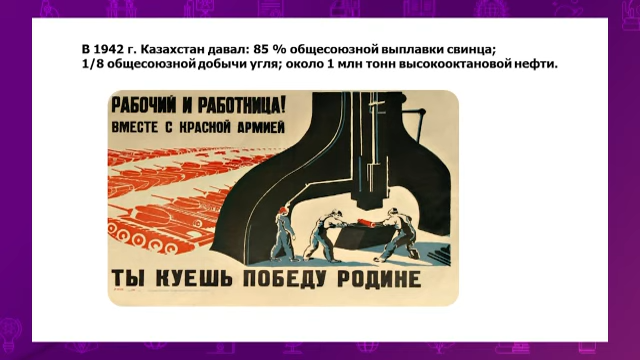 В 1942 г. Казахстан давал: 85 % общесоюзной выплавки свинца;
1/8 общесоюзной добычи угля; около 1 млн тонн высокооктановой нефти.
РАБОЧИЙ И РАБОТНИЦА!
ВМЕСТЕ С КРАСНОЙ АРМИЕЙ
ТЫ КУЕШЬ ПОБЕДУ РОДИНЕ